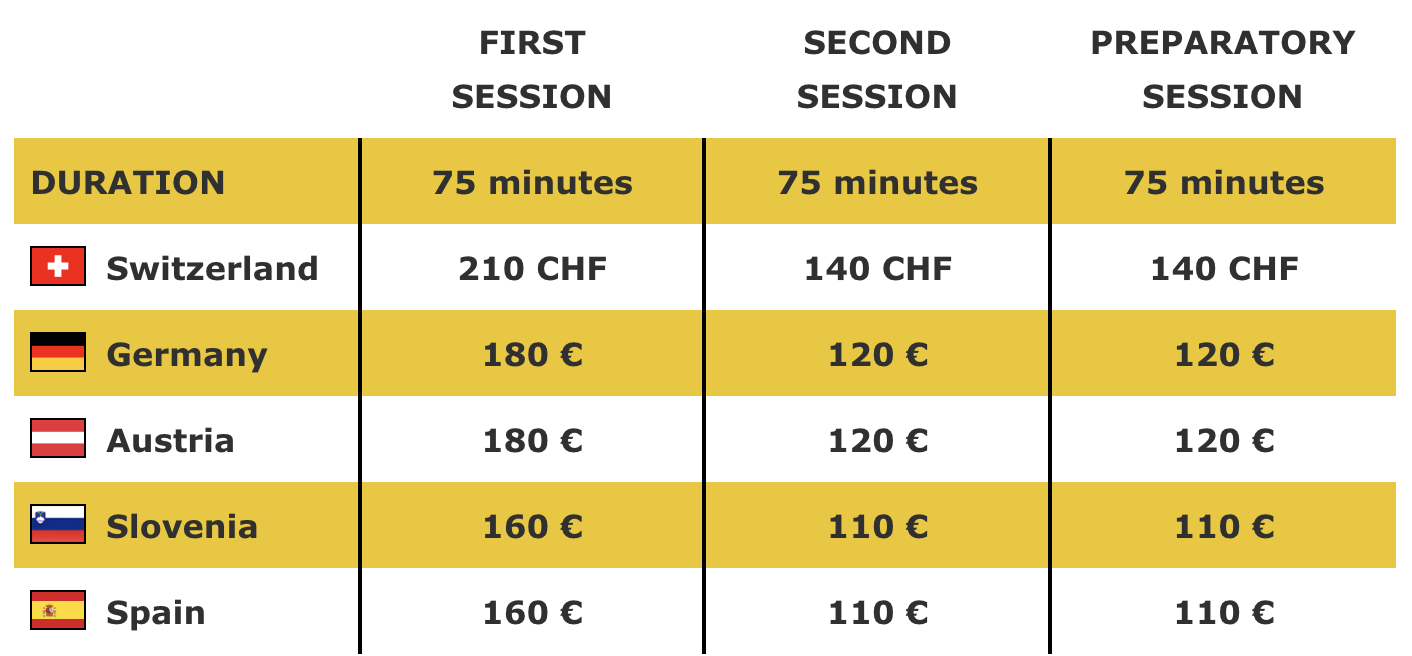 FIRST SESSION SECOND SESSION PREPARATORY SESSION
DURATION 75 minutes 75 minutes 75 minutes
Switzerland 210 CHF 140 CHF 140 CHF
Germany 180 € 120 € 120 €
Austria 180 € 120 € 120 €
Slovenia 160 € 110 € 110 €
Spain 160 € 110 € 110 €